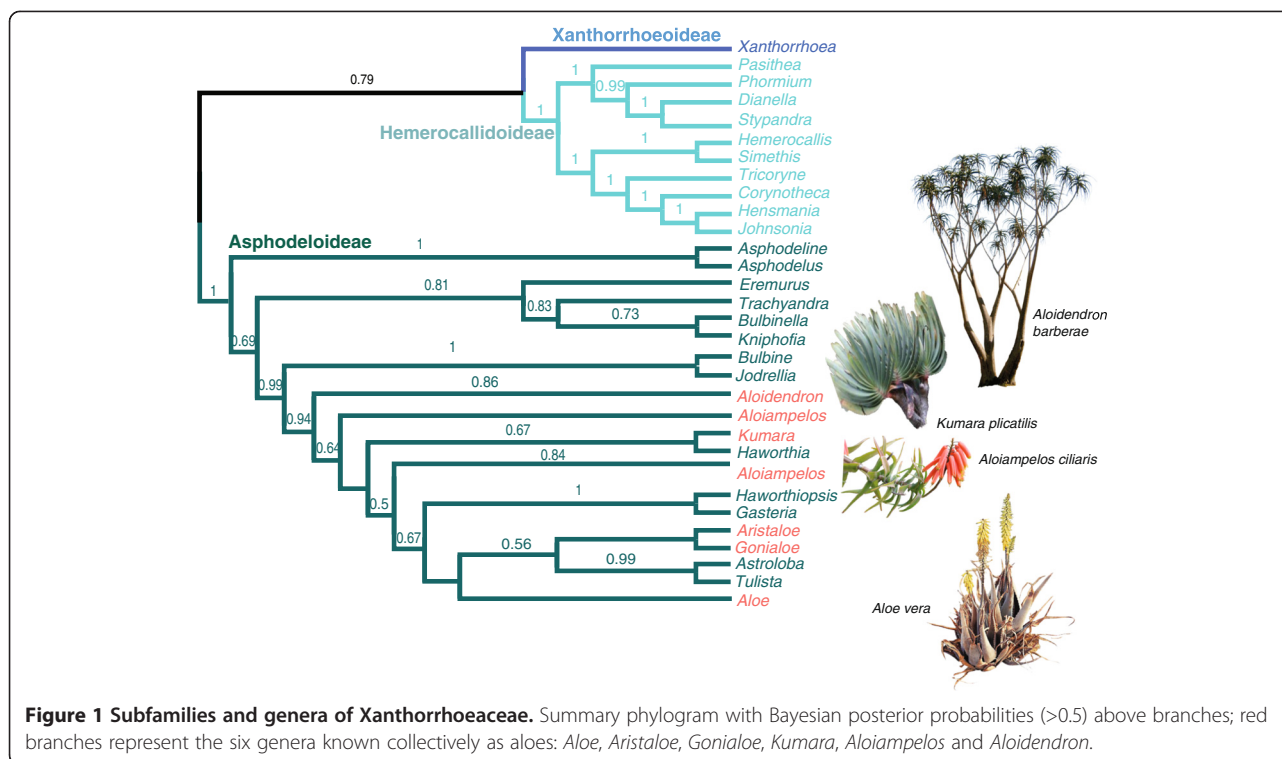 Xanthorrhoeoideae
Xanthorrhoea
Pasithea
1
0.79
Phormium
0.99
Dianella
1
1
Stypandra
Hemerocallidoideae
Hemerocallis
1
Simethis
1
Tricoryne
1
Corynotheca
1
Hensmania
1
Johnsonia
Asphodeloideae
Asphodeline
1
Asphodelus
1
Eremurus
0.81
Trachyandra
0.83
0.73
Bulbinella
Kniphofia
0.69
Bulbine
1
Jodrellia
0.99
0.86
Aloidendron
0.94
Aloiampelos
0.64
0.67
Kumara
Haworthia
0.84
Aloiampelos
0.5
1
Haworthiopsis
Gasteria
0.67
Aristaloe
0.56
Gonialoe
0.99
Astroloba
Tulista
Aloe
Aloidendron
barberae
Kumara plicatilis
Aloiampelos ciliaris
Aloe vera
Figure 1 Subfamilies and genera of Xanthorrhoeaceae. Summary phylogram with Bayesian posterior probabilities (>0.5) above branches; red
branches represent the six genera known collectively as aloes: Aloe, Aristaloe, Gonialoe, Kumara, Aloiampelos and Aloidendron.